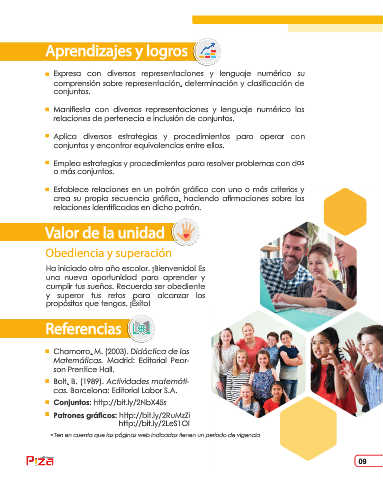 Aprendizajes y logros
Expresa con diversos representaciones y lenguaje numérico su
comprensión sobre representación, determinación y clasificación de
conjuntos.
Manifiesta con diversos representaciones y lenguaje numérico las
relaciones de pertenecia e inclusión de conjuntos.
Aplica diversos estrategias y procedimientos para operar con
conjuntos y encontrar equivalencias entre ellos.
Emplea estrategias y procedimientos para resolver problemas con dos
o más conjuntos.
Establece relaciones en un patrón gráfico con uno o más criterios y
crea su propia secuencia gráfica, haciendo afirmaciones sobre las
relaciones identificadas en dicho patrón.
Valor de la unidad
Obediencia y superación
Ha iniciado otro año escolar. ¡Bienvenido! Es
una nueva oportunidad para aprender y
cumplir tus sueños. Recuerda ser obediente
y superar tus retos para alcanzar los
propósitos que tengas. ¡Éxito!
Referencias
Chamorro, M. (2003). Didáctica de las
Matemáticas. Madrid: Editorial Pear-
son Prentice Hall.
Bolt, B. (1989). Actividades matemáti-
cas. Barcelona: Editorial Labor S.A.
Conjuntos: http://bit.ly/2NbX45s
Patrones gráficos: http://bit.ly/2RuMzZi
http://bit.ly/2LeS1Of
*Ten en cuenta que las páginas web indicadas tienen un periodo de vigencia
Piza
09